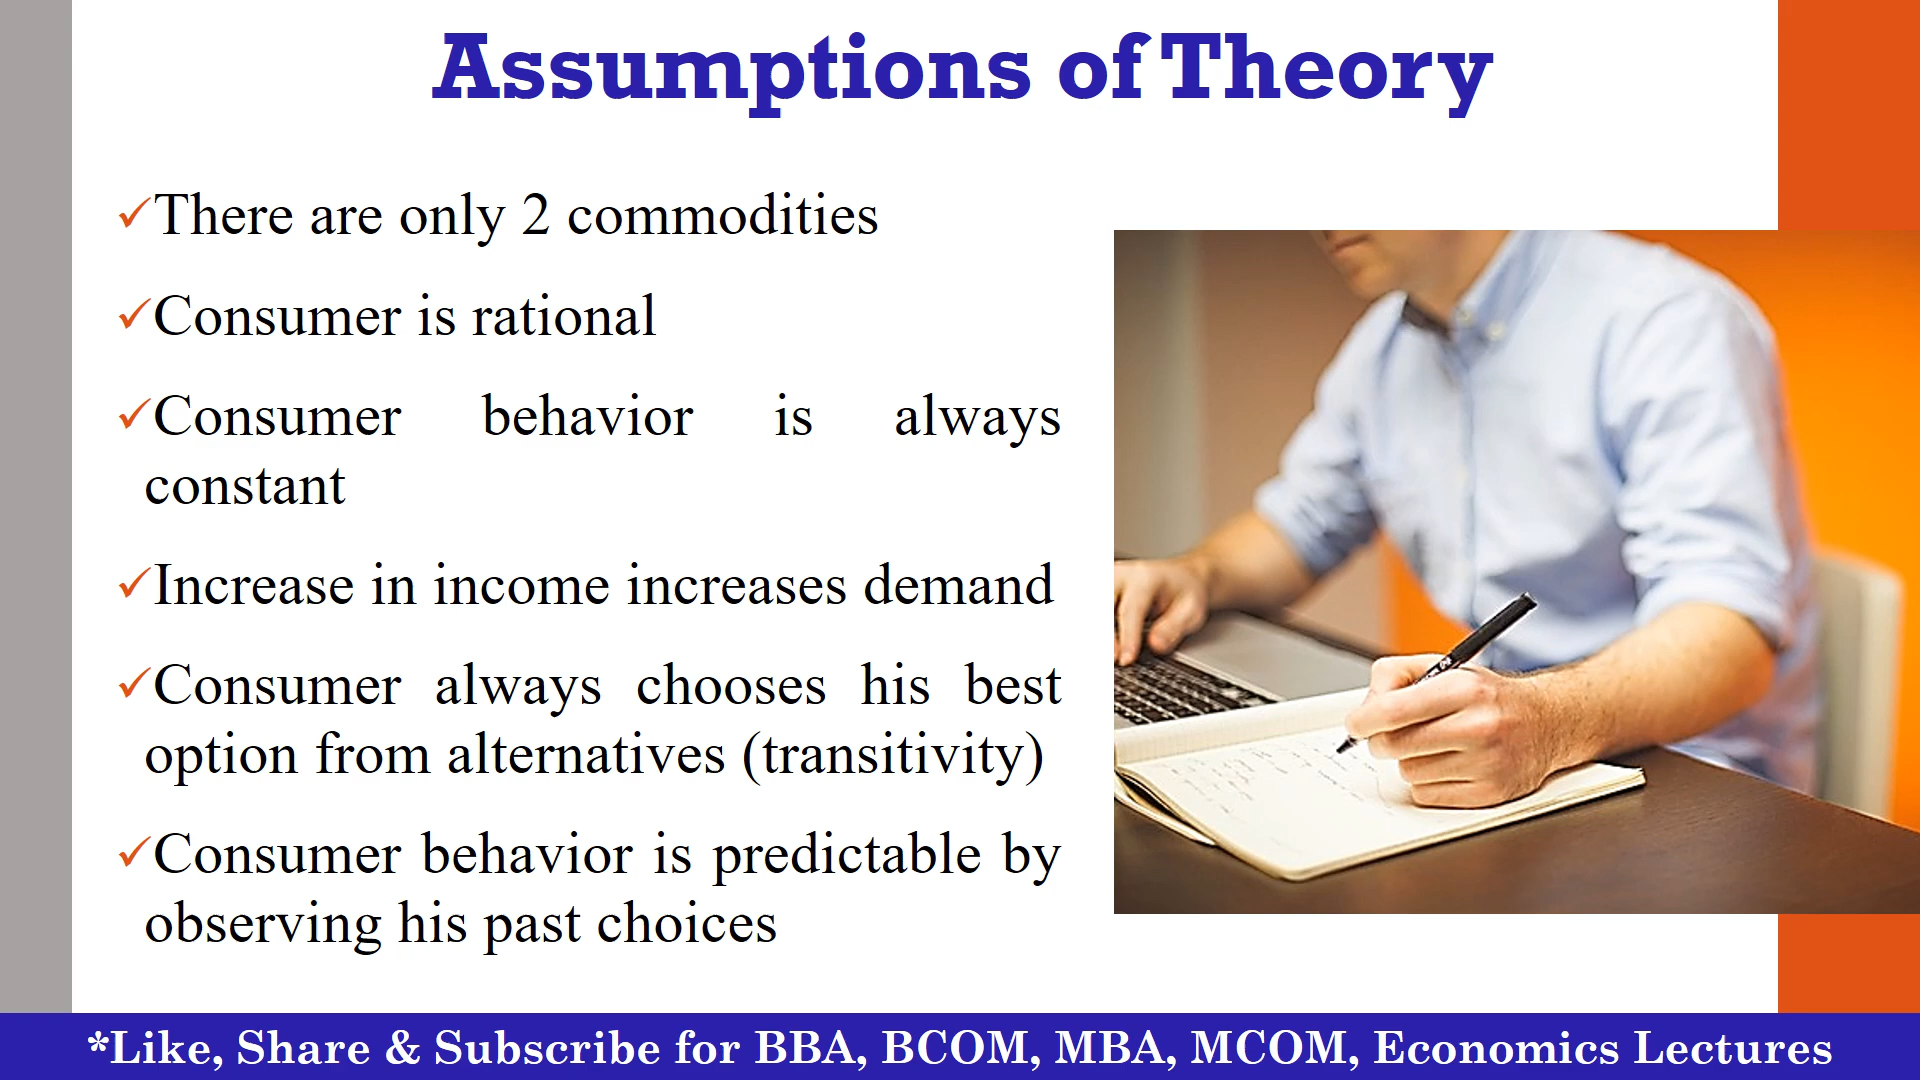 Assumptions of Theory
✓There are only 2 commodities
✓Consumer is rational
✓Consumer behavior is always
constant
✓Increase in income increases demand
✓Consumer always chooses his best
option from alternatives (transitivity)
✓Consumer behavior is predictable by
observing his past choices
*Like, Share & Subscribe for BBA, BCOM, MBA, MCOM, Economics Lectures